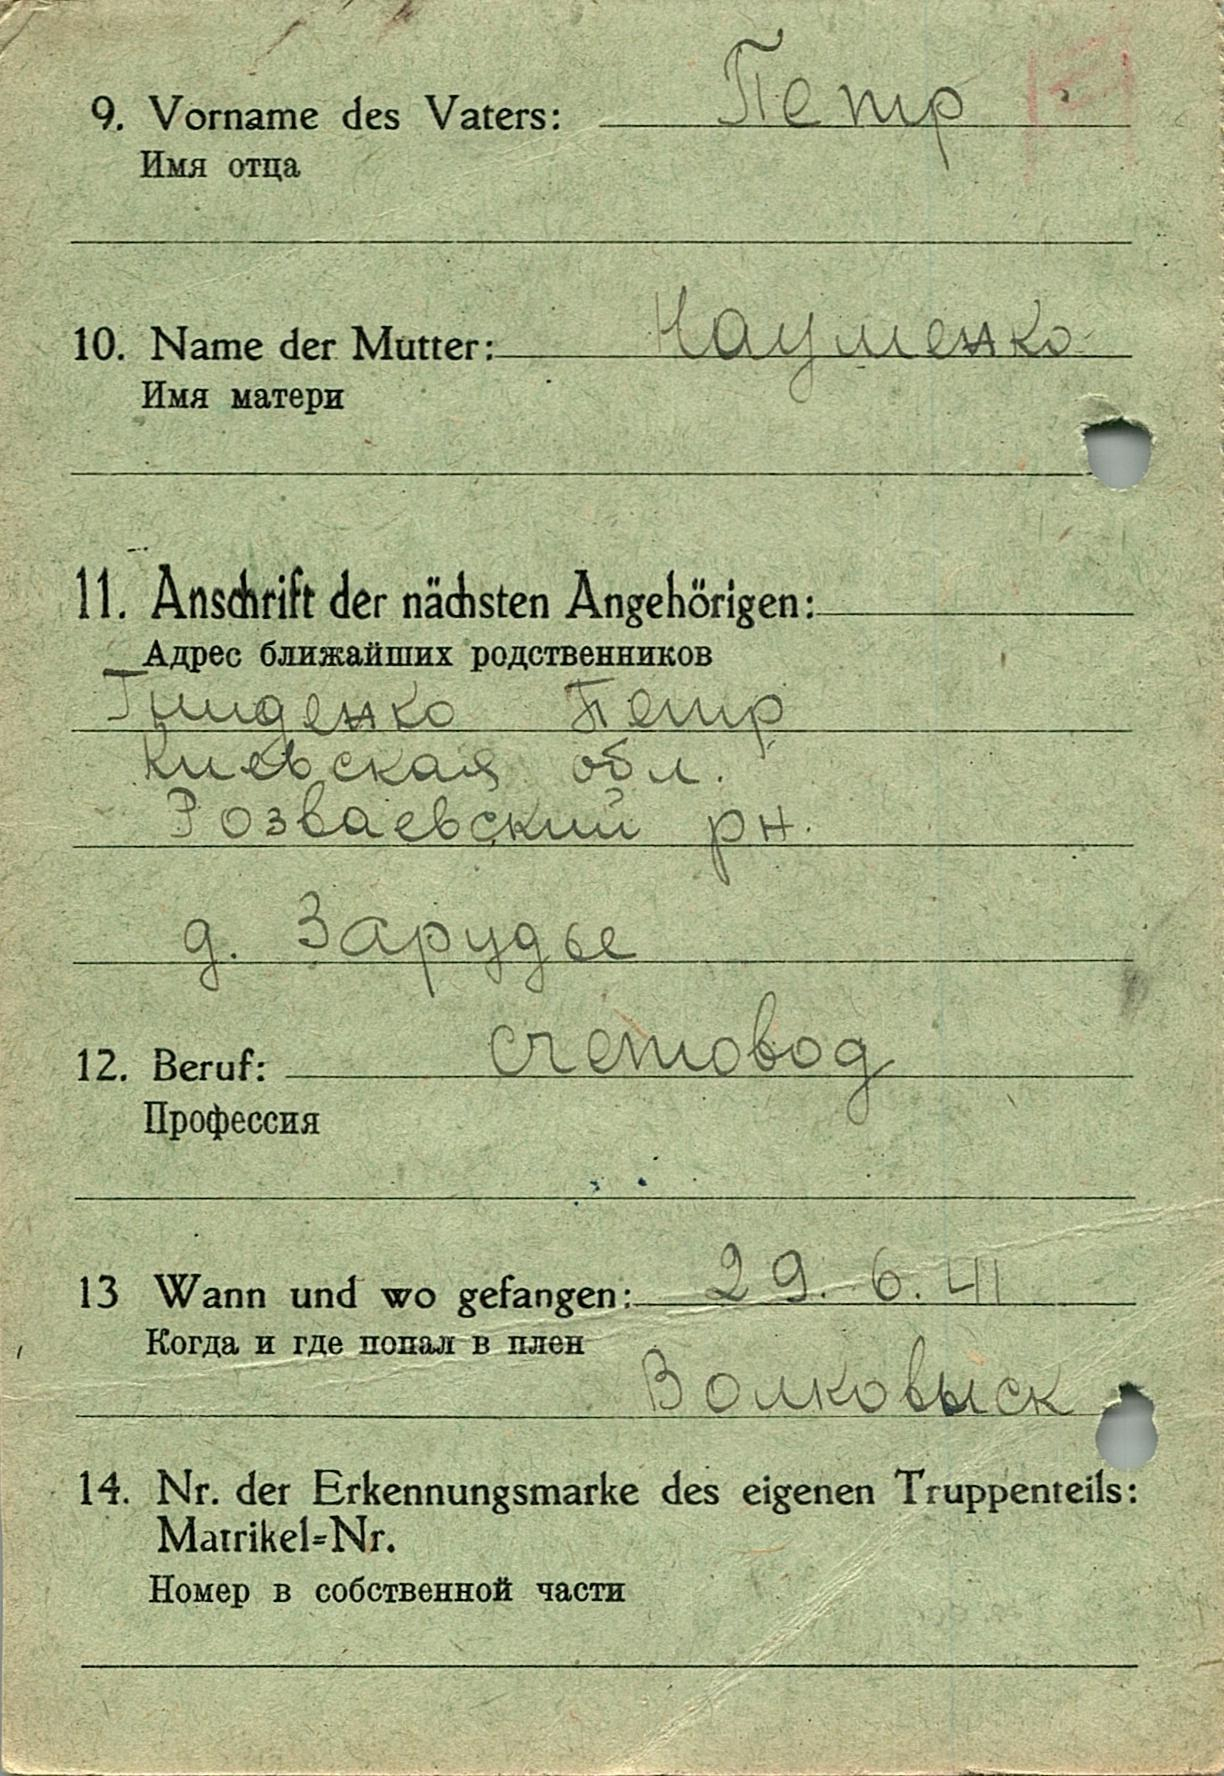 9. Vorname des Vaters: Петр
Имя отца
10. Name der Mutter: Науменко
Имя матери
11. Anschrift der nächsten Angehörigen:
Адрес ближайших родственников
Гниденко Петр
Киевская обл.
Розваевский рн.
д. Зарудье
12. Beruf: счетовод
Профессия
13 Wann und wo gefangen: 29. 6. 41
Когда и где попал в плен
Волковыск
14. Nr. der Erkennungsmarke des eigenen Truppenteils:
Matrikel=Nr.
Номер в собственной части